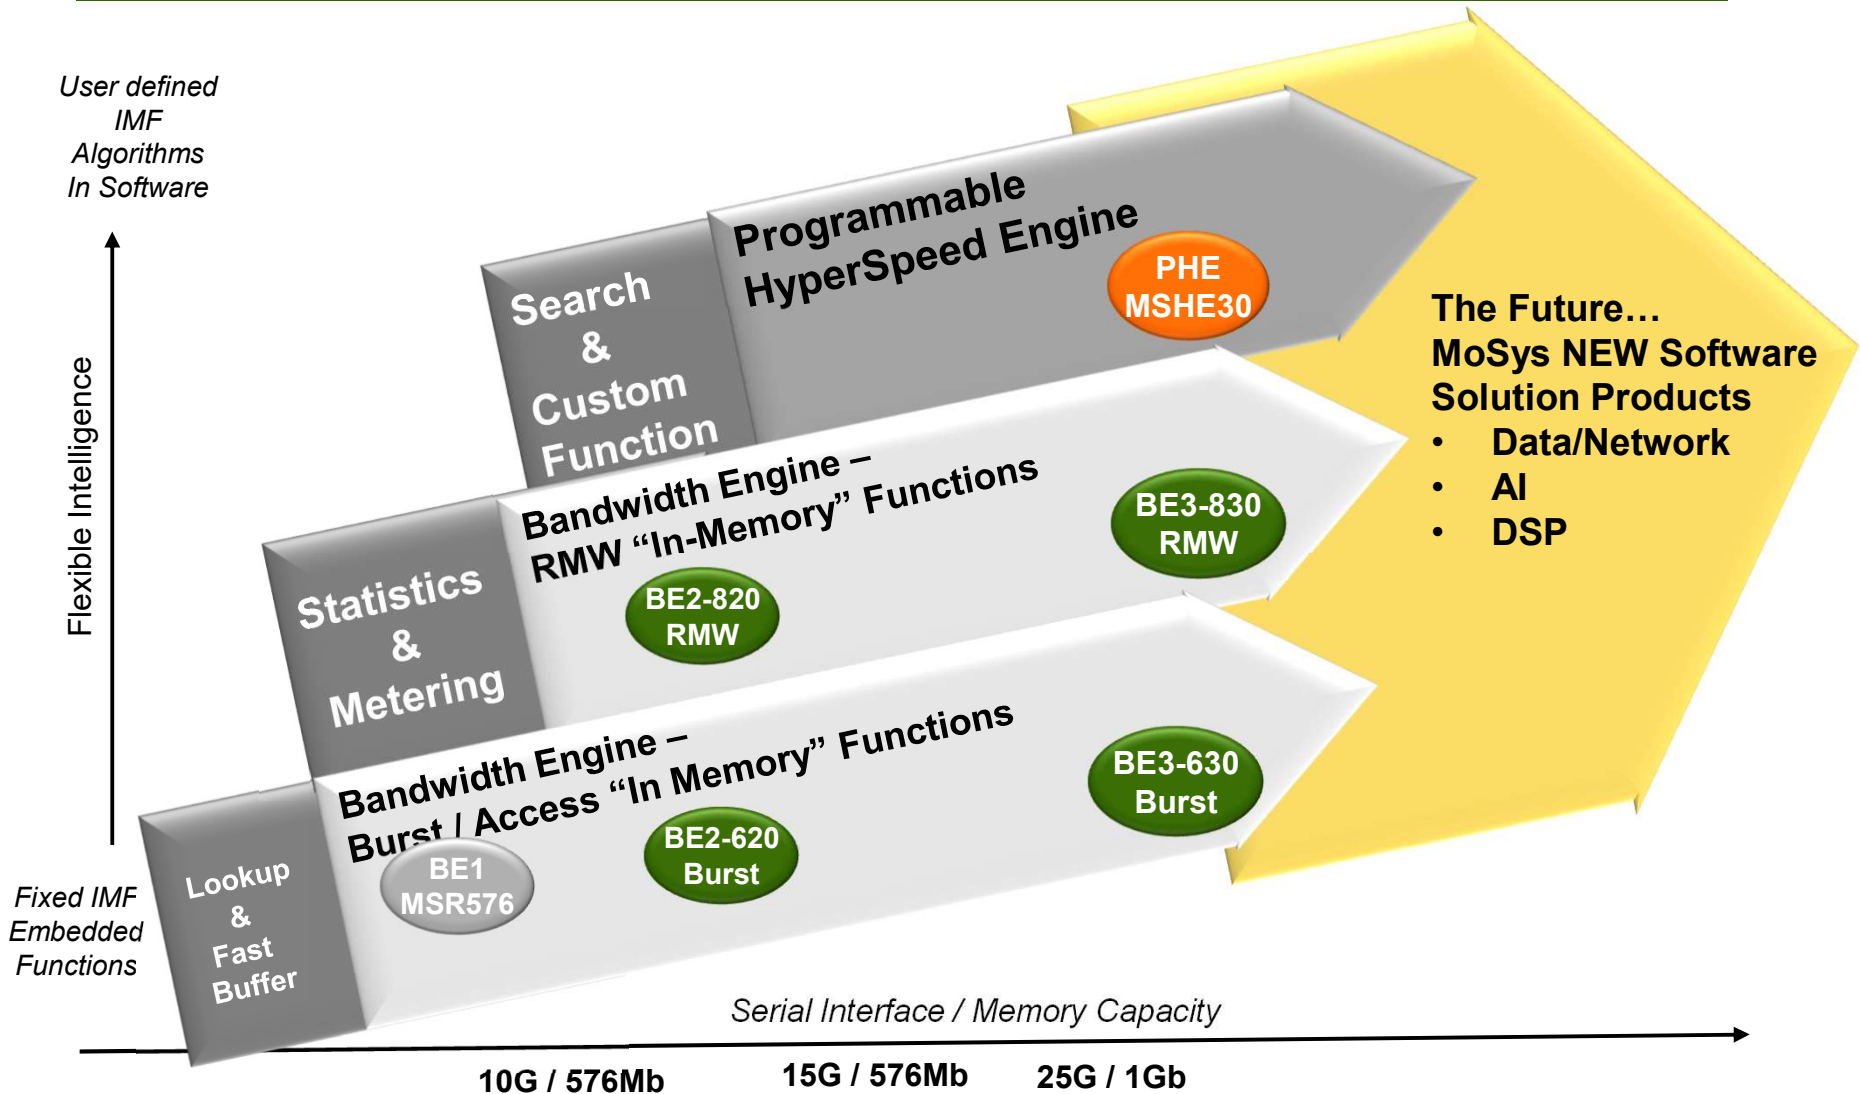 User defined
IMF
Algorithms
In Software
Flexible Intelligence
Fixed IMF
Embedded
Functions
Search
&
Custom
Function
Programmable
HyperSpeed Engine
PHE
MSHE30
Statistics
&
Metering
Bandwidth Engine –
RMW “In-Memory” Functions
BE2-820
RMW
BE3-830
RMW
Lookup
&
Fast
Buffer
Bandwidth Engine –
Burst / Access “In Memory” Functions
BE1
MSR576
BE2-620
Burst
BE3-630
Burst
The Future…
MoSys NEW Software
Solution Products
• Data/Network
• AI
• DSP
Serial Interface / Memory Capacity
10G / 576Mb
15G / 576Mb
25G / 1Gb